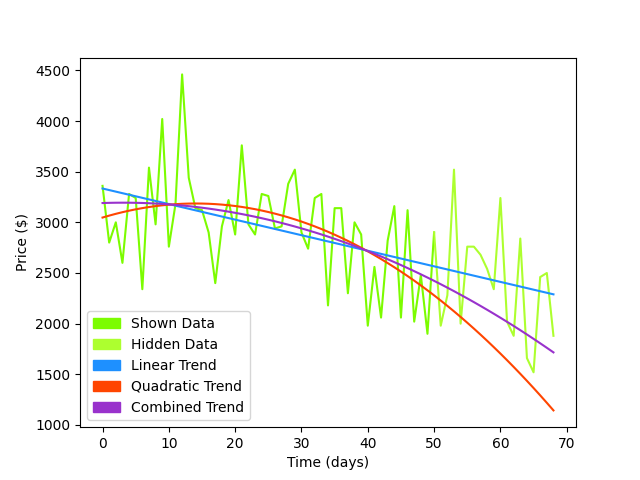 4500
4000
3500
3000
2500
2000
1500
1000
Price ($)
Shown Data
Hidden Data
Linear Trend
Quadratic Trend
Combined Trend
0 10 20 30 40 50 60 70
Time (days)